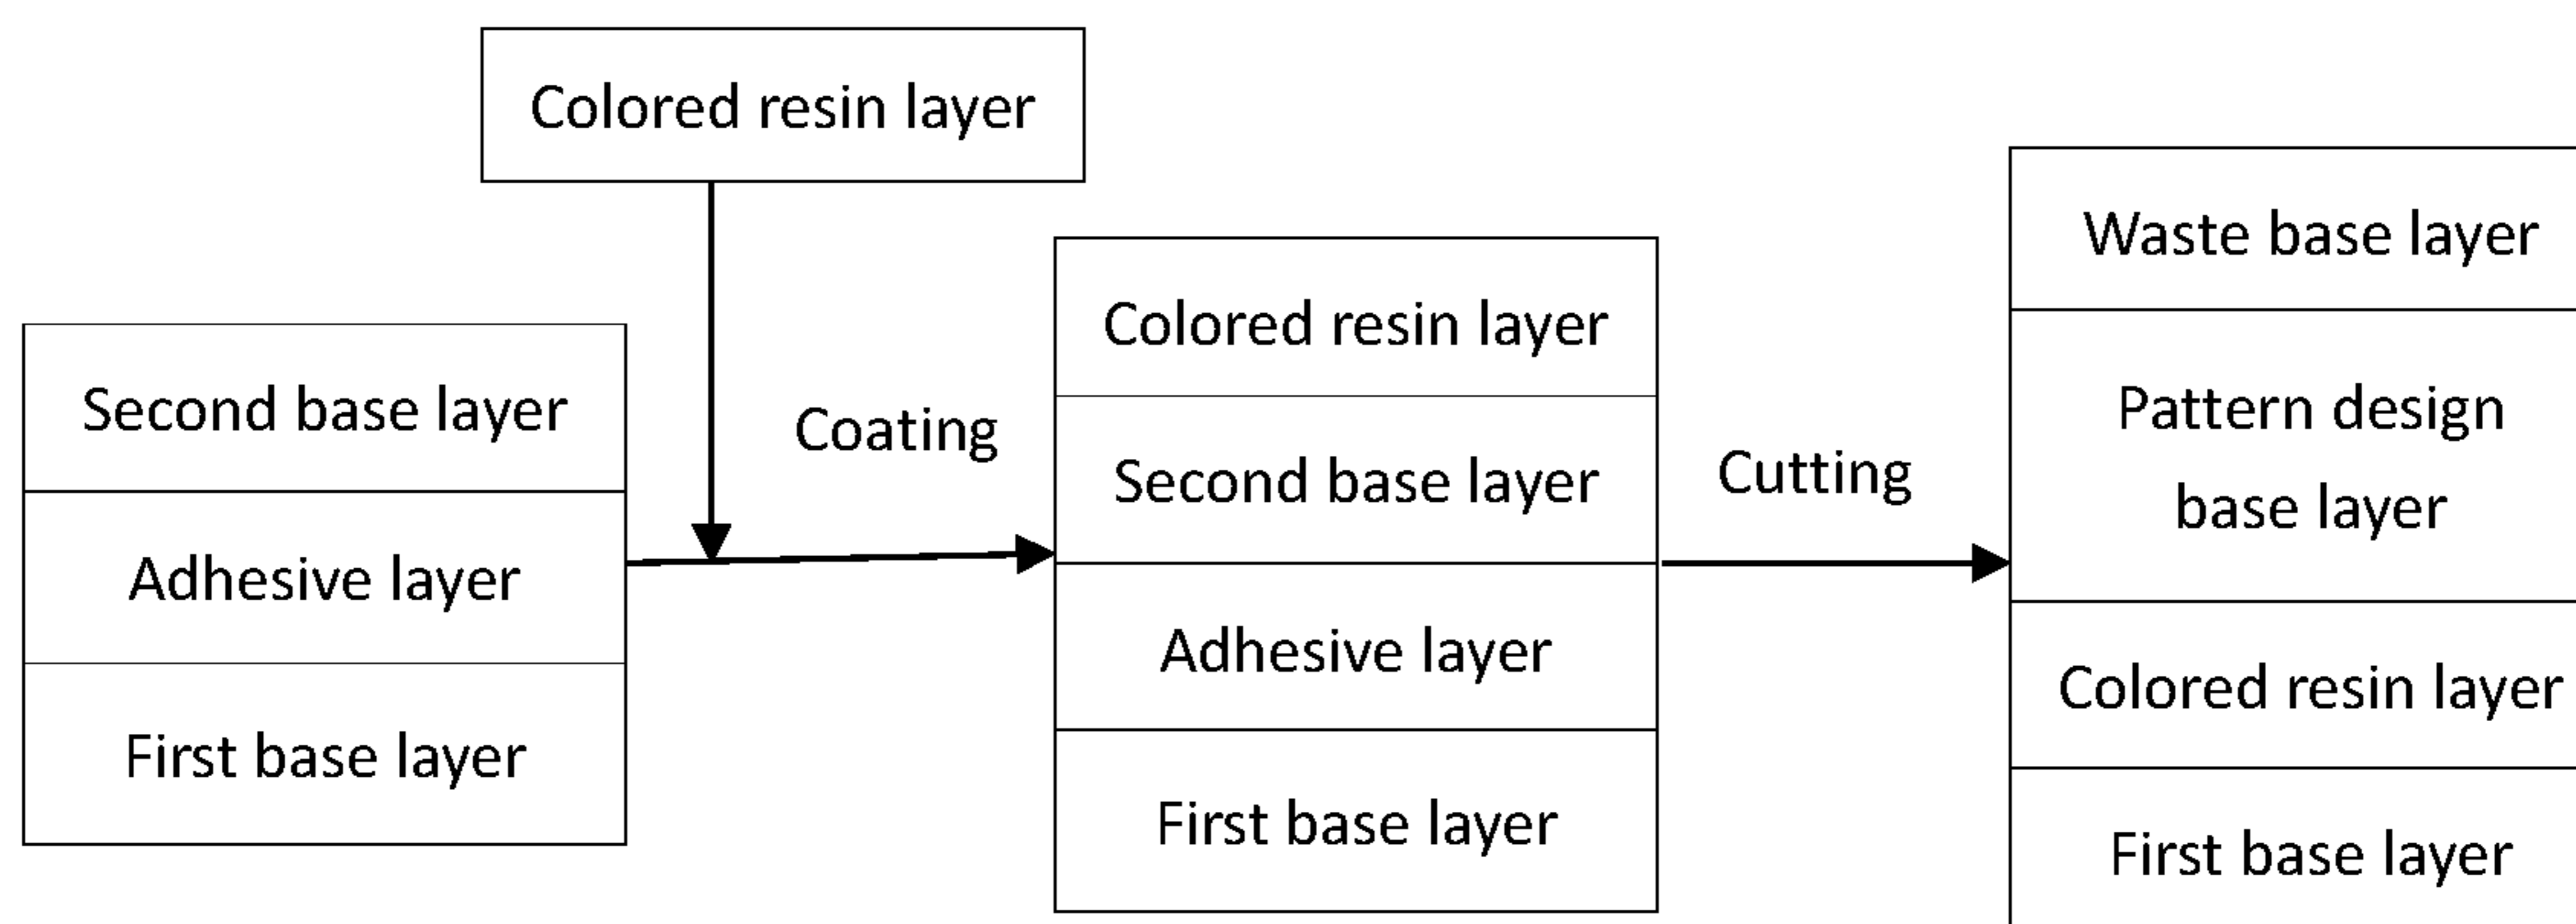 Colored resin layer
Second base layer
Adhesive layer
First base layer
Coating
Colored resin layer
Second base layer
Adhesive layer
First base layer
Cutting
Waste base layer
Pattern design
base layer
Colored resin layer
First base layer